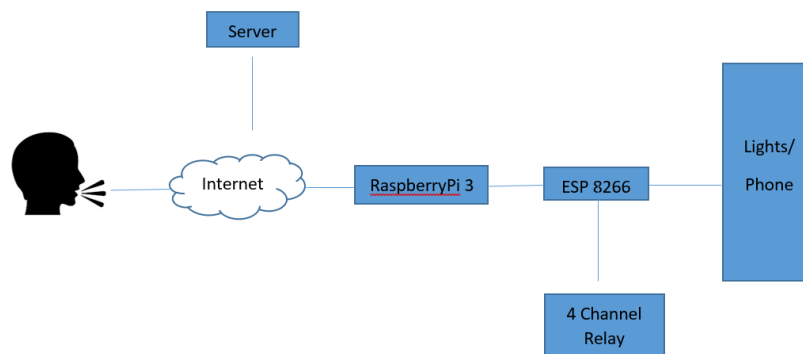 Server
Internet
RaspberryPi 3
ESP 8266
Lights/
Phone
4 Channel
Relay